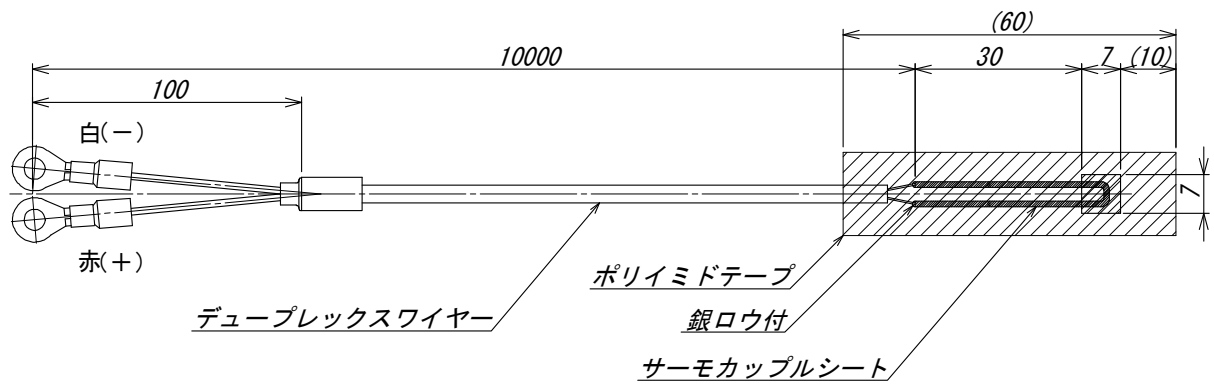 (60)
10000
30
7
(10)
100
白(－)
7
赤(＋)
ポリイミドテープ
デュープレックスワイヤー
銀ロウ付
サーモカップルシート